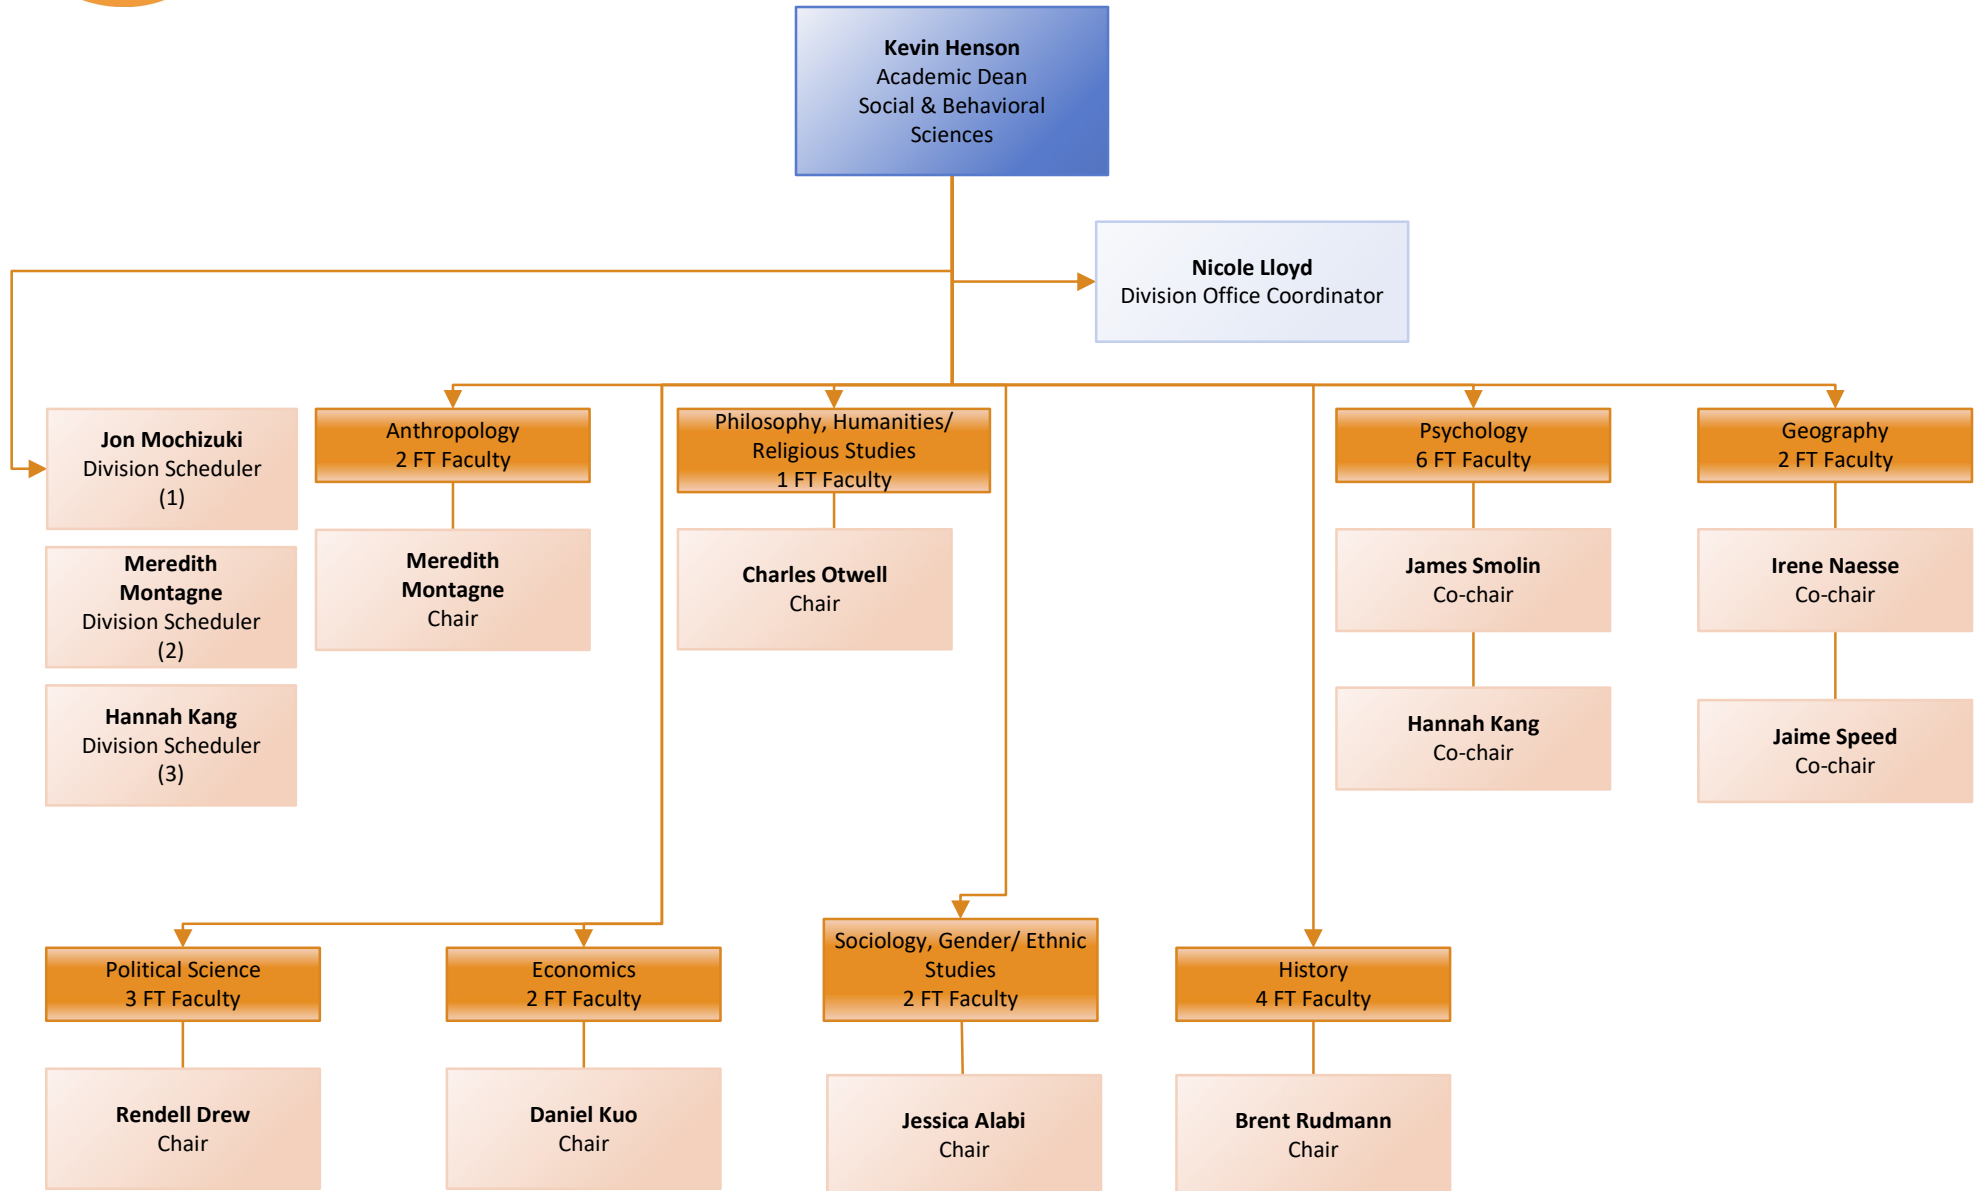 Kevin Henson
Academic Dean
Social & Behavioral
Sciences
Nicole Lloyd
Division Office Coordinator
Jon Mochizuki
Division Scheduler
(1)
Meredith
Montagne
Division Scheduler
(2)
Hannah Kang
Division Scheduler
(3)
Anthropology
2 FT Faculty
Meredith
Montagne
Chair
Philosophy, Humanities/
Religious Studies
1 FT Faculty
Charles Otwell
Chair
Psychology
6 FT Faculty
James Smolin
Co-chair
Hannah Kang
Co-chair
Geography
2 FT Faculty
Irene Naesse
Co-chair
Jaime Speed
Co-chair
Political Science
3 FT Faculty
Rendell Drew
Chair
Economics
2 FT Faculty
Daniel Kuo
Chair
Sociology, Gender/ Ethnic
Studies
2 FT Faculty
Jessica Alabi
Chair
History
4 FT Faculty
Brent Rudmann
Chair